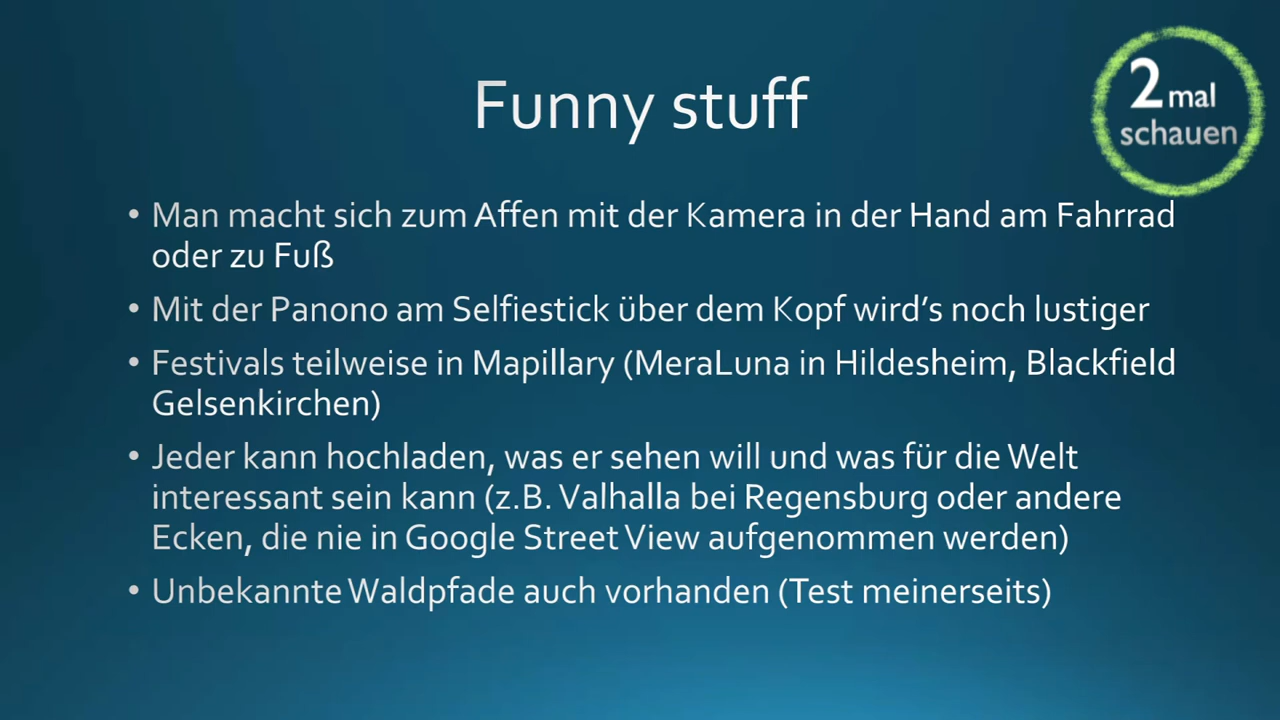 2 mal
schauen
Funny stuff
• Man macht sich zum Affen mit der Kamera in der Hand am Fahrrad
oder zu Fuß
• Mit der Panono am Selfiestick über dem Kopf wird’s noch lustiger
• Festivals teilweise in Mapillary (MeraLuna in Hildesheim, Blackfield
Gelsenkirchen)
• Jeder kann hochladen, was er sehen will und was für die Welt
interessant sein kann (z.B. Valhalla bei Regensburg oder andere
Ecken, die nie in Google Street View aufgenommen werden)
• Unbekannte Waldpfade auch vorhanden (Test meinerseits)